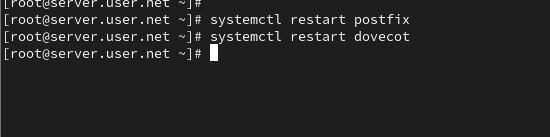 [root@server.user.net ~]#
[root@server.user.net ~]# systemctl restart postfix
[root@server.user.net ~]# systemctl restart dovecot
[root@server.user.net ~]#